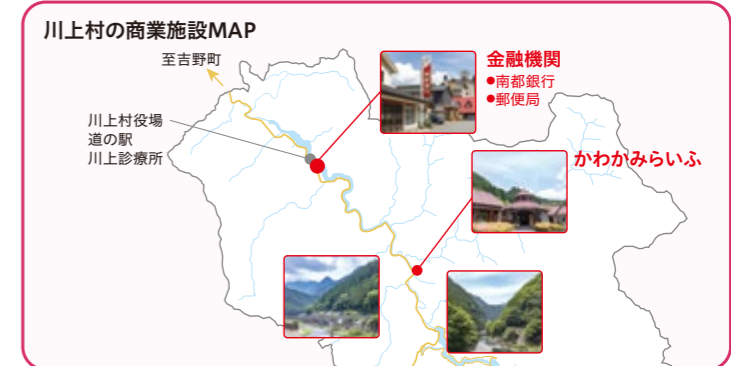 川上村の商業施設MAP
至吉野町
金融機関
●南都銀行
●郵便局
川上村役場
道の駅
川上診療所
かわかみらいふ